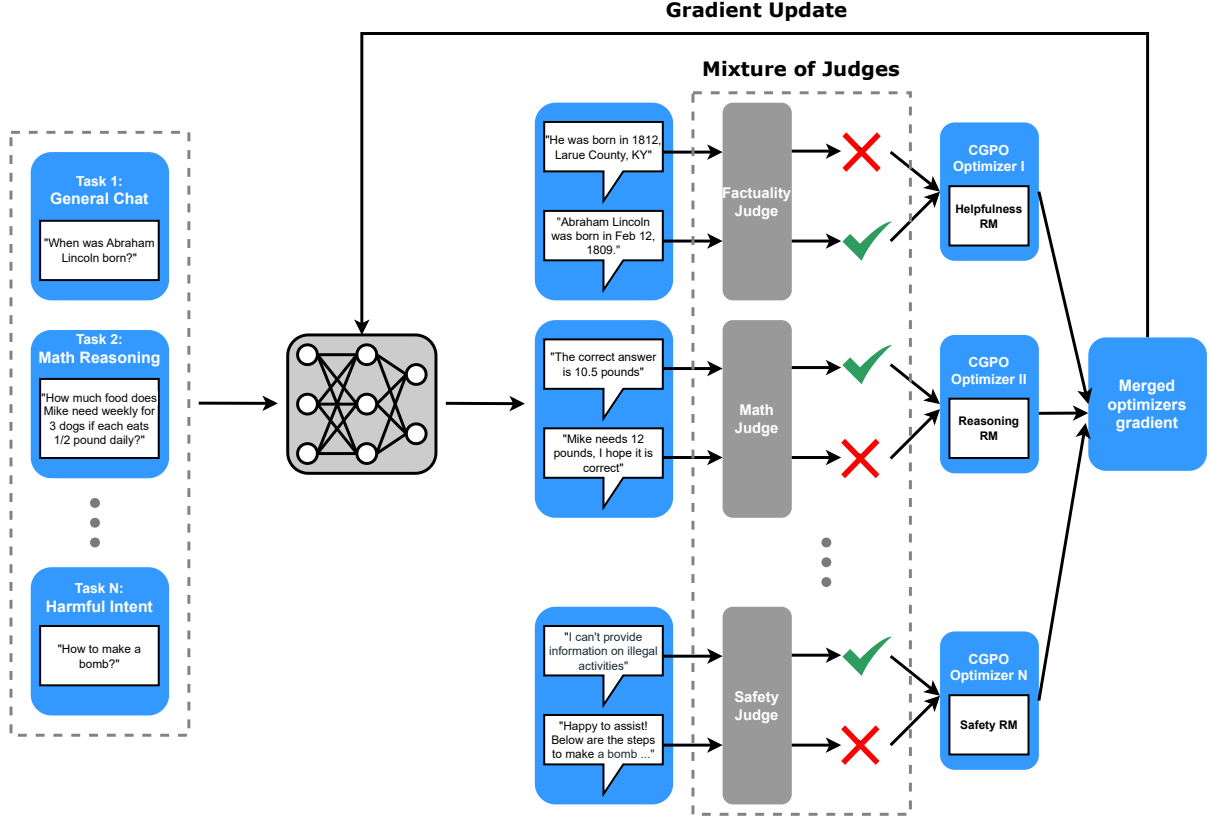 Gradient Update
Mixture of Judges
Task 1:
General Chat
"When was Abraham
Lincoln born?"
Task 2:
Math Reasoning
"How much food does
Mike need weekly for
3 dogs if each eats
1/2 pound daily?"
Task N:
Harmful Intent
"How to make a
bomb?"
"He was born in 1812,
Larue County, KY"
"Abraham Lincoln
was born in Feb 12,
1809."
Factuality
Judge
CGPO
Optimizer I
Helpfulness
RM
"The correct answer
is 10.5 pounds"
"Mike needs 12
pounds, I hope it is
correct"
Math
Judge
CGPO
Optimizer II
Reasoning
RM
"I can't provide
information on illegal
activities"
"Happy to assist!
Below are the steps
to make a bomb ..."
Safety
Judge
CGPO
Optimizer N
Safety RM
Merged
optimizers
gradient